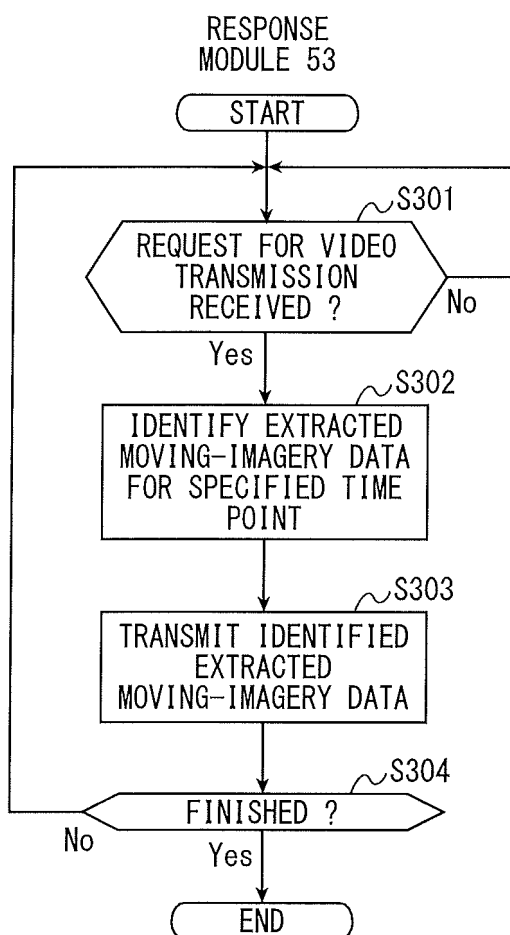 RESPONSE
MODULE 53
START
S301
REQUEST FOR VIDEO
TRANSMISSION
RECEIVED ?
No
Yes
S302
IDENTIFY EXTRACTED
MOVING-IMAGERY DATA
FOR SPECIFIED TIME
POINT
S303
TRANSMIT IDENTIFIED
EXTRACTED
MOVING-IMAGERY DATA
S304
FINISHED ?
No
Yes
END